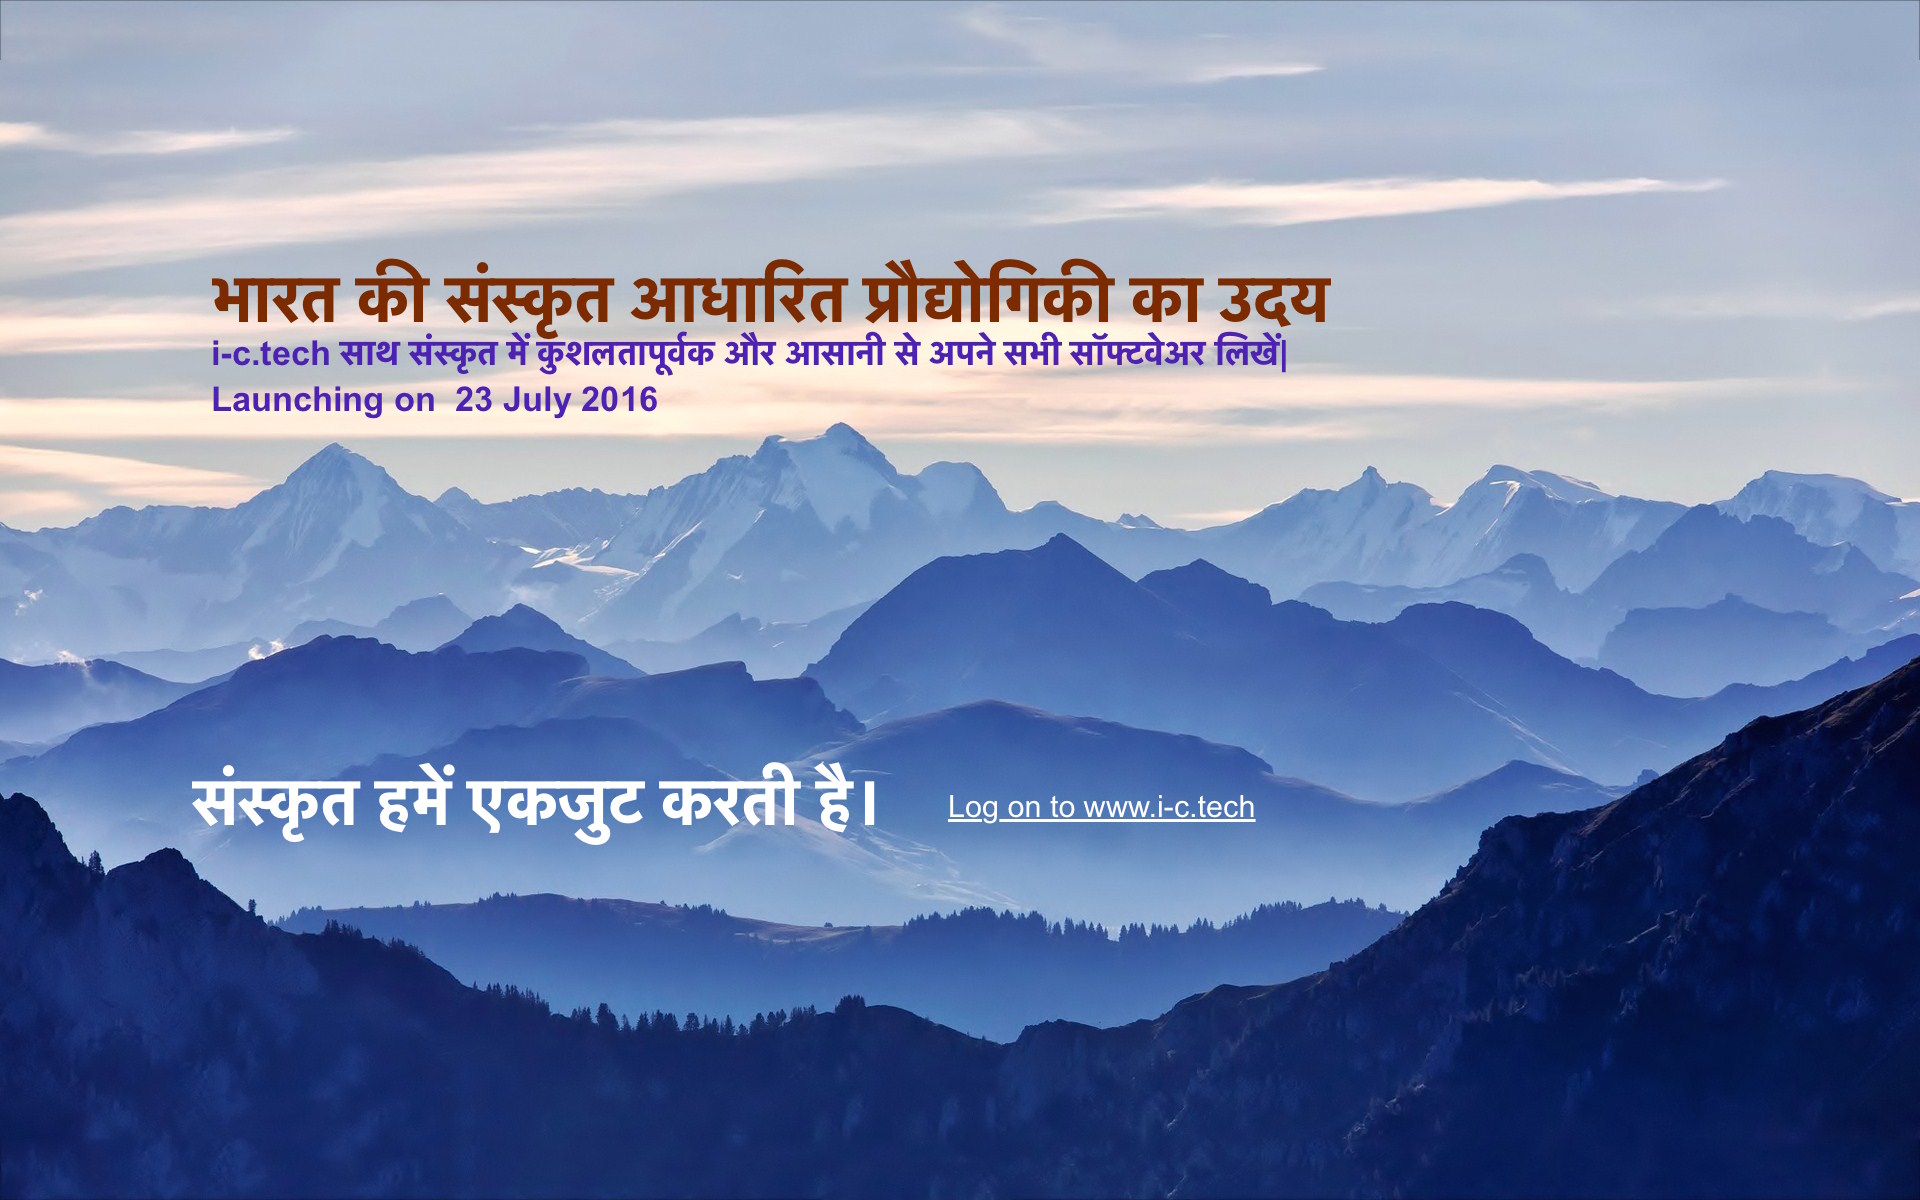 भारत की संस्कृत आधारित प्रौद्योगिकी का उदय
i-c.tech साथ संस्कृत में कुशलतापूर्वक और आसानी से अपने सभी सॉफ्टवेअर लिखें|
Launching on  23 July 2016
संस्कृत हमें एकजुट करती है।
Log on to www.i-c.tech